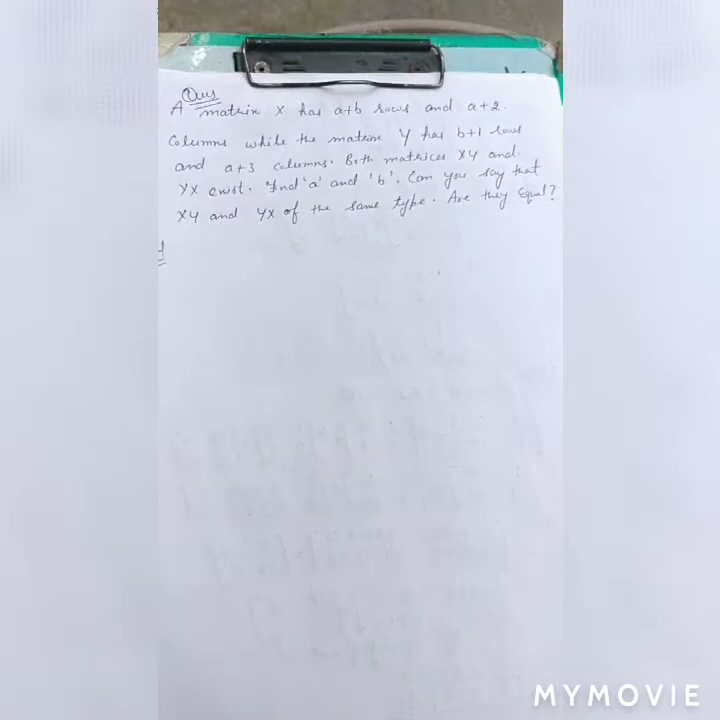 Ques
A matrix X has a+b rows and a+2.
Columns while the matrix Y has b+1 rows
and a+3 columns. Both matrices XY and
YX exist. Find 'a' and 'b'. Can you say that
XY and YX of the same type. Are they Equal?
MYMOVIE